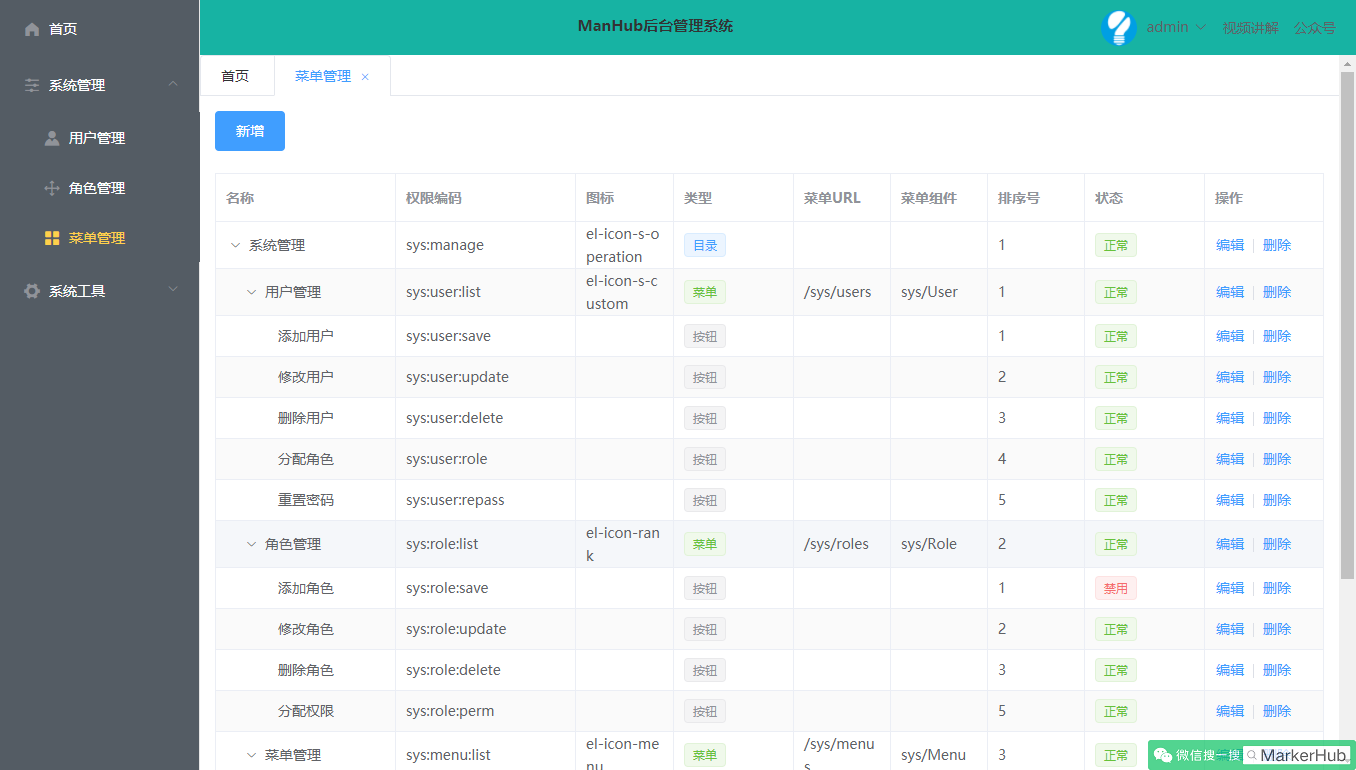 首页
系统管理
用户管理
角色管理
菜单管理
系统工具
ManHub后台管理系统
admin 视频讲解 公众号
首页 菜单管理 ×
新增
名称 权限编码 图标 类型 菜单URL 菜单组件 排序号 状态 操作
系统管理 sys:manage el-icon-s-o
peration 目录 1 正常 编辑 删除
用户管理 sys:user:list el-icon-s-c
ustom 菜单 /sys/users sys/User 1 正常 编辑 删除
添加用户 sys:user:save 按钮 1 正常 编辑 删除
修改用户 sys:user:update 按钮 2 正常 编辑 删除
删除用户 sys:user:delete 按钮 3 正常 编辑 删除
分配角色 sys:user:role 按钮 4 正常 编辑 删除
重置密码 sys:user:repass 按钮 5 正常 编辑 删除
角色管理 sys:role:list el-icon-ran
k 菜单 /sys/roles sys/Role 2 正常 编辑 删除
添加角色 sys:role:save 按钮 1 禁用 编辑 删除
修改角色 sys:role:update 按钮 2 正常 编辑 删除
删除角色 sys:role:delete 按钮 3 正常 编辑 删除
分配权限 sys:role:perm 按钮 5 正常 编辑 删除
菜单管理 sys:menu:list el-icon-me
nu 菜单 /sys/menu
s sys/Menu 3 正常
微信搜一搜 MarkerHub